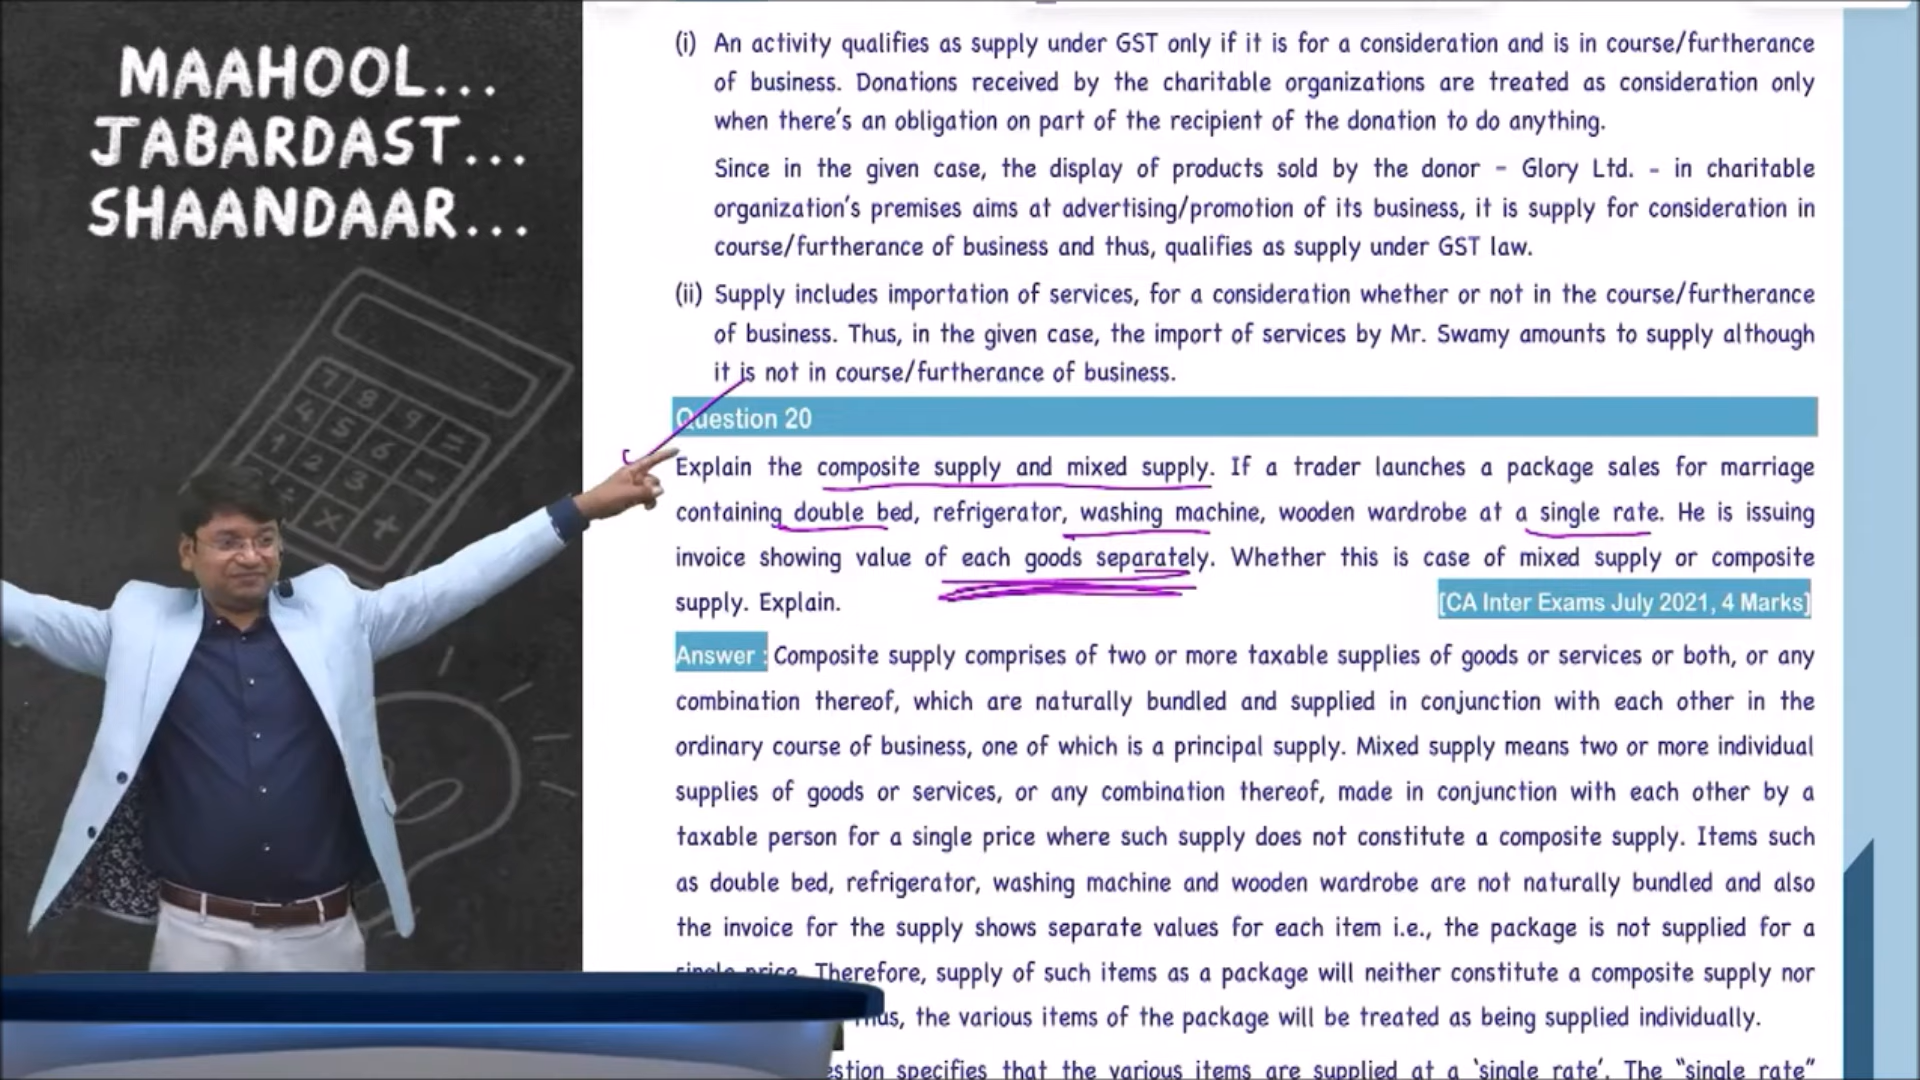 MAAHOOL...
JABARDAST...
SHAANDAAR...
7 8 9 =
4 5 6 -
1 2 3
÷ × +
(i) An activity qualifies as supply under GST only if it is for a consideration and is in course/furtherance
of business. Donations received by the charitable organizations are treated as consideration only
when there's an obligation on part of the recipient of the donation to do anything.
Since in the given case, the display of products sold by the donor - Glory Ltd. - in charitable
organization's premises aims at advertising/promotion of its business, it is supply for consideration in
course/furtherance of business and thus, qualifies as supply under GST law.
(ii) Supply includes importation of services, for a consideration whether or not in the course/furtherance
of business. Thus, in the given case, the import of services by Mr. Swamy amounts to supply although
it is not in course/furtherance of business.
Question 20
Explain the composite supply and mixed supply. If a trader launches a package sales for marriage
containing double bed, refrigerator, washing machine, wooden wardrobe at a single rate. He is issuing
invoice showing value of each goods separately. Whether this is case of mixed supply or composite
supply. Explain. [CA Inter Exams July 2021, 4 Marks]
Answer : Composite supply comprises of two or more taxable supplies of goods or services or both, or any
combination thereof, which are naturally bundled and supplied in conjunction with each other in the
ordinary course of business, one of which is a principal supply. Mixed supply means two or more individual
supplies of goods or services, or any combination thereof, made in conjunction with each other by a
taxable person for a single price where such supply does not constitute a composite supply. Items such
as double bed, refrigerator, washing machine and wooden wardrobe are not naturally bundled and also
the invoice for the supply shows separate values for each item i.e., the package is not supplied for a
single price. Therefore, supply of such items as a package will neither constitute a composite supply nor
the various items of the package will be treated as being supplied individually.
specifies that the various items are supplied at a 'single rate'. The "single rate"